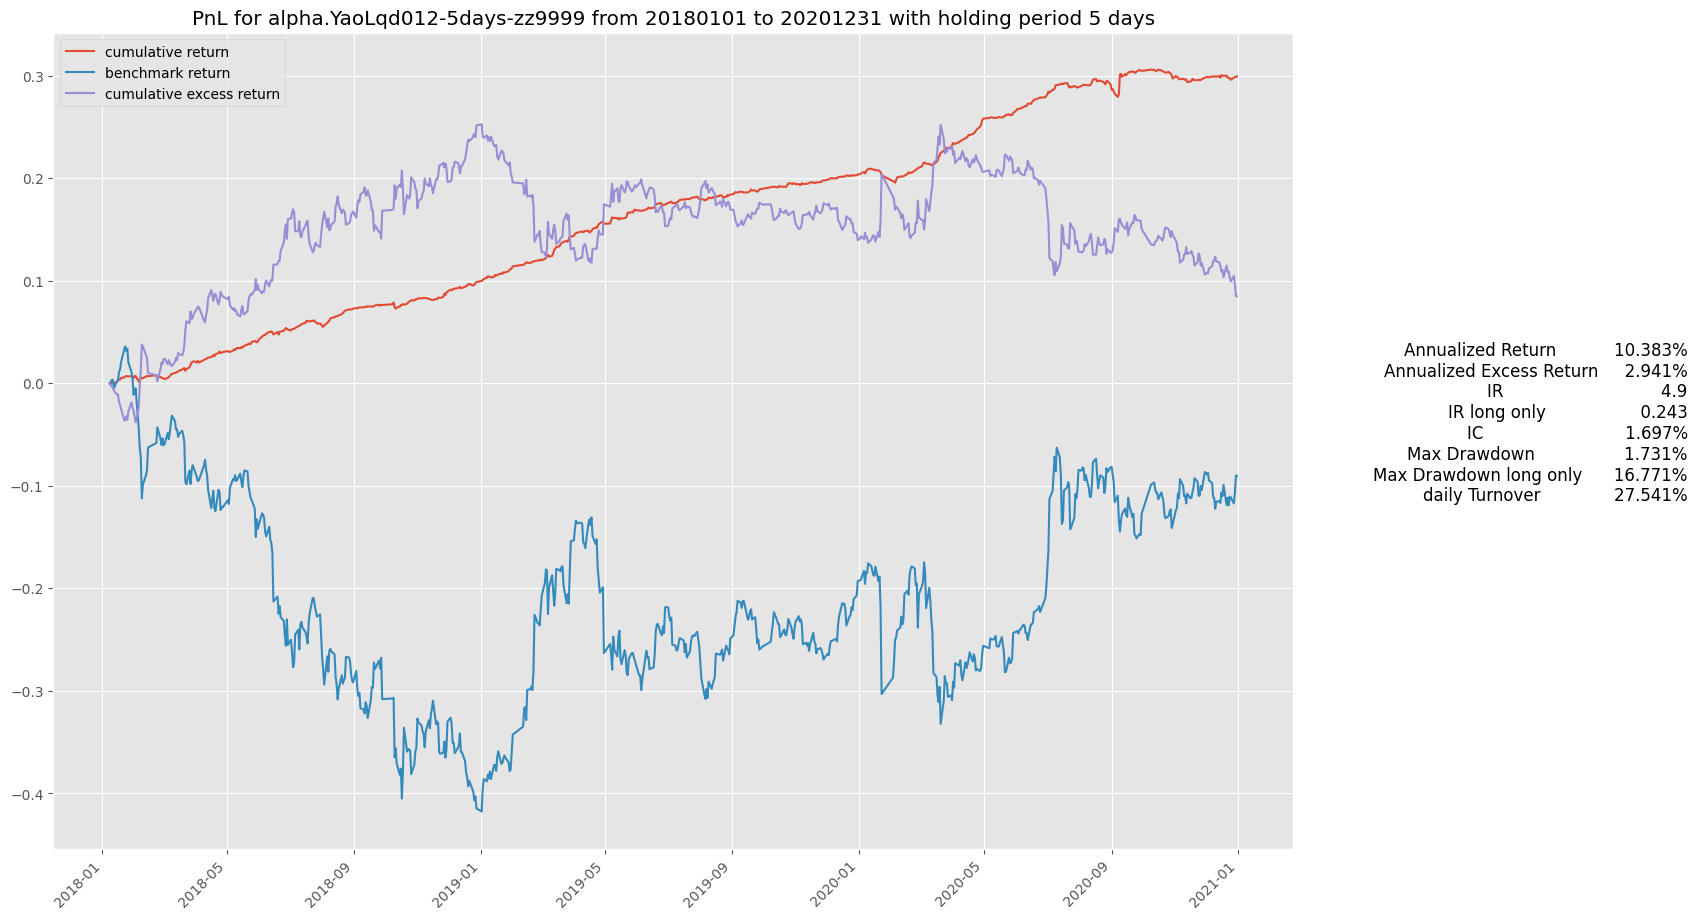 PnL for alpha.YaoLqd012-5days-zz9999 from 20180101 to 20201231 with holding period 5 days
cumulative return
benchmark return
cumulative excess return
0.3
0.2
0.1
0.0
−0.1
−0.2
−0.3
−0.4
2018-01
2018-05
2018-09
2019-01
2019-05
2019-09
2020-01
2020-05
2020-09
2021-01
Annualized Return 10.383%
Annualized Excess Return 2.941%
IR 4.9
IR long only 0.243
IC 1.697%
Max Drawdown 1.731%
Max Drawdown long only 16.771%
daily Turnover 27.541%